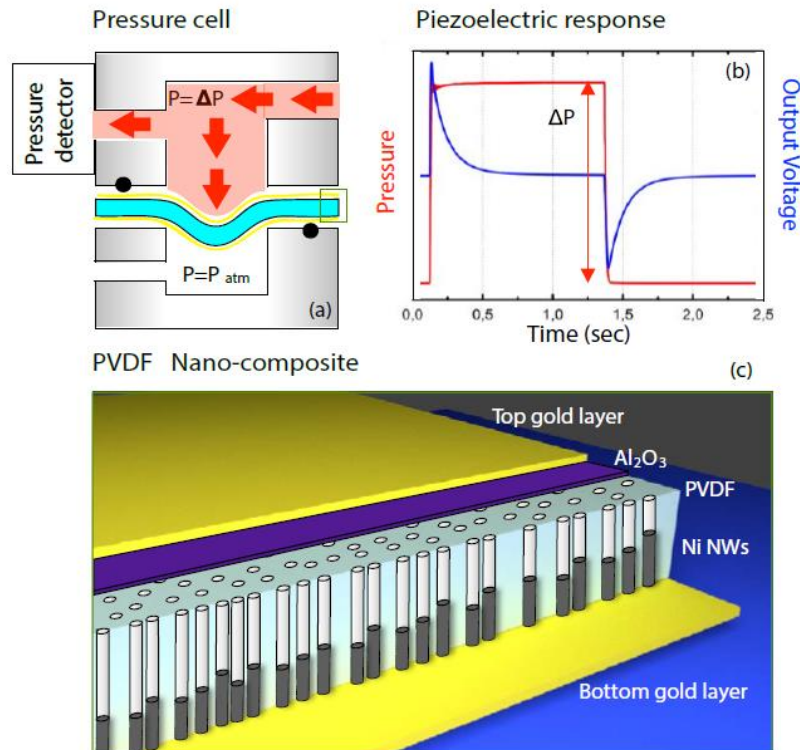 Pressure cell
Piezoelectric response
Pressure
detector
P= ΔP
P=P atm
(a)
(b)
Pressure
ΔP
Output Voltage
0,0 0,5 1,0 1,5 2,0 2,5
Time (sec)
PVDF Nano-composite
(c)
Top gold layer
Al₂O₃
PVDF
Ni NWs
Bottom gold layer